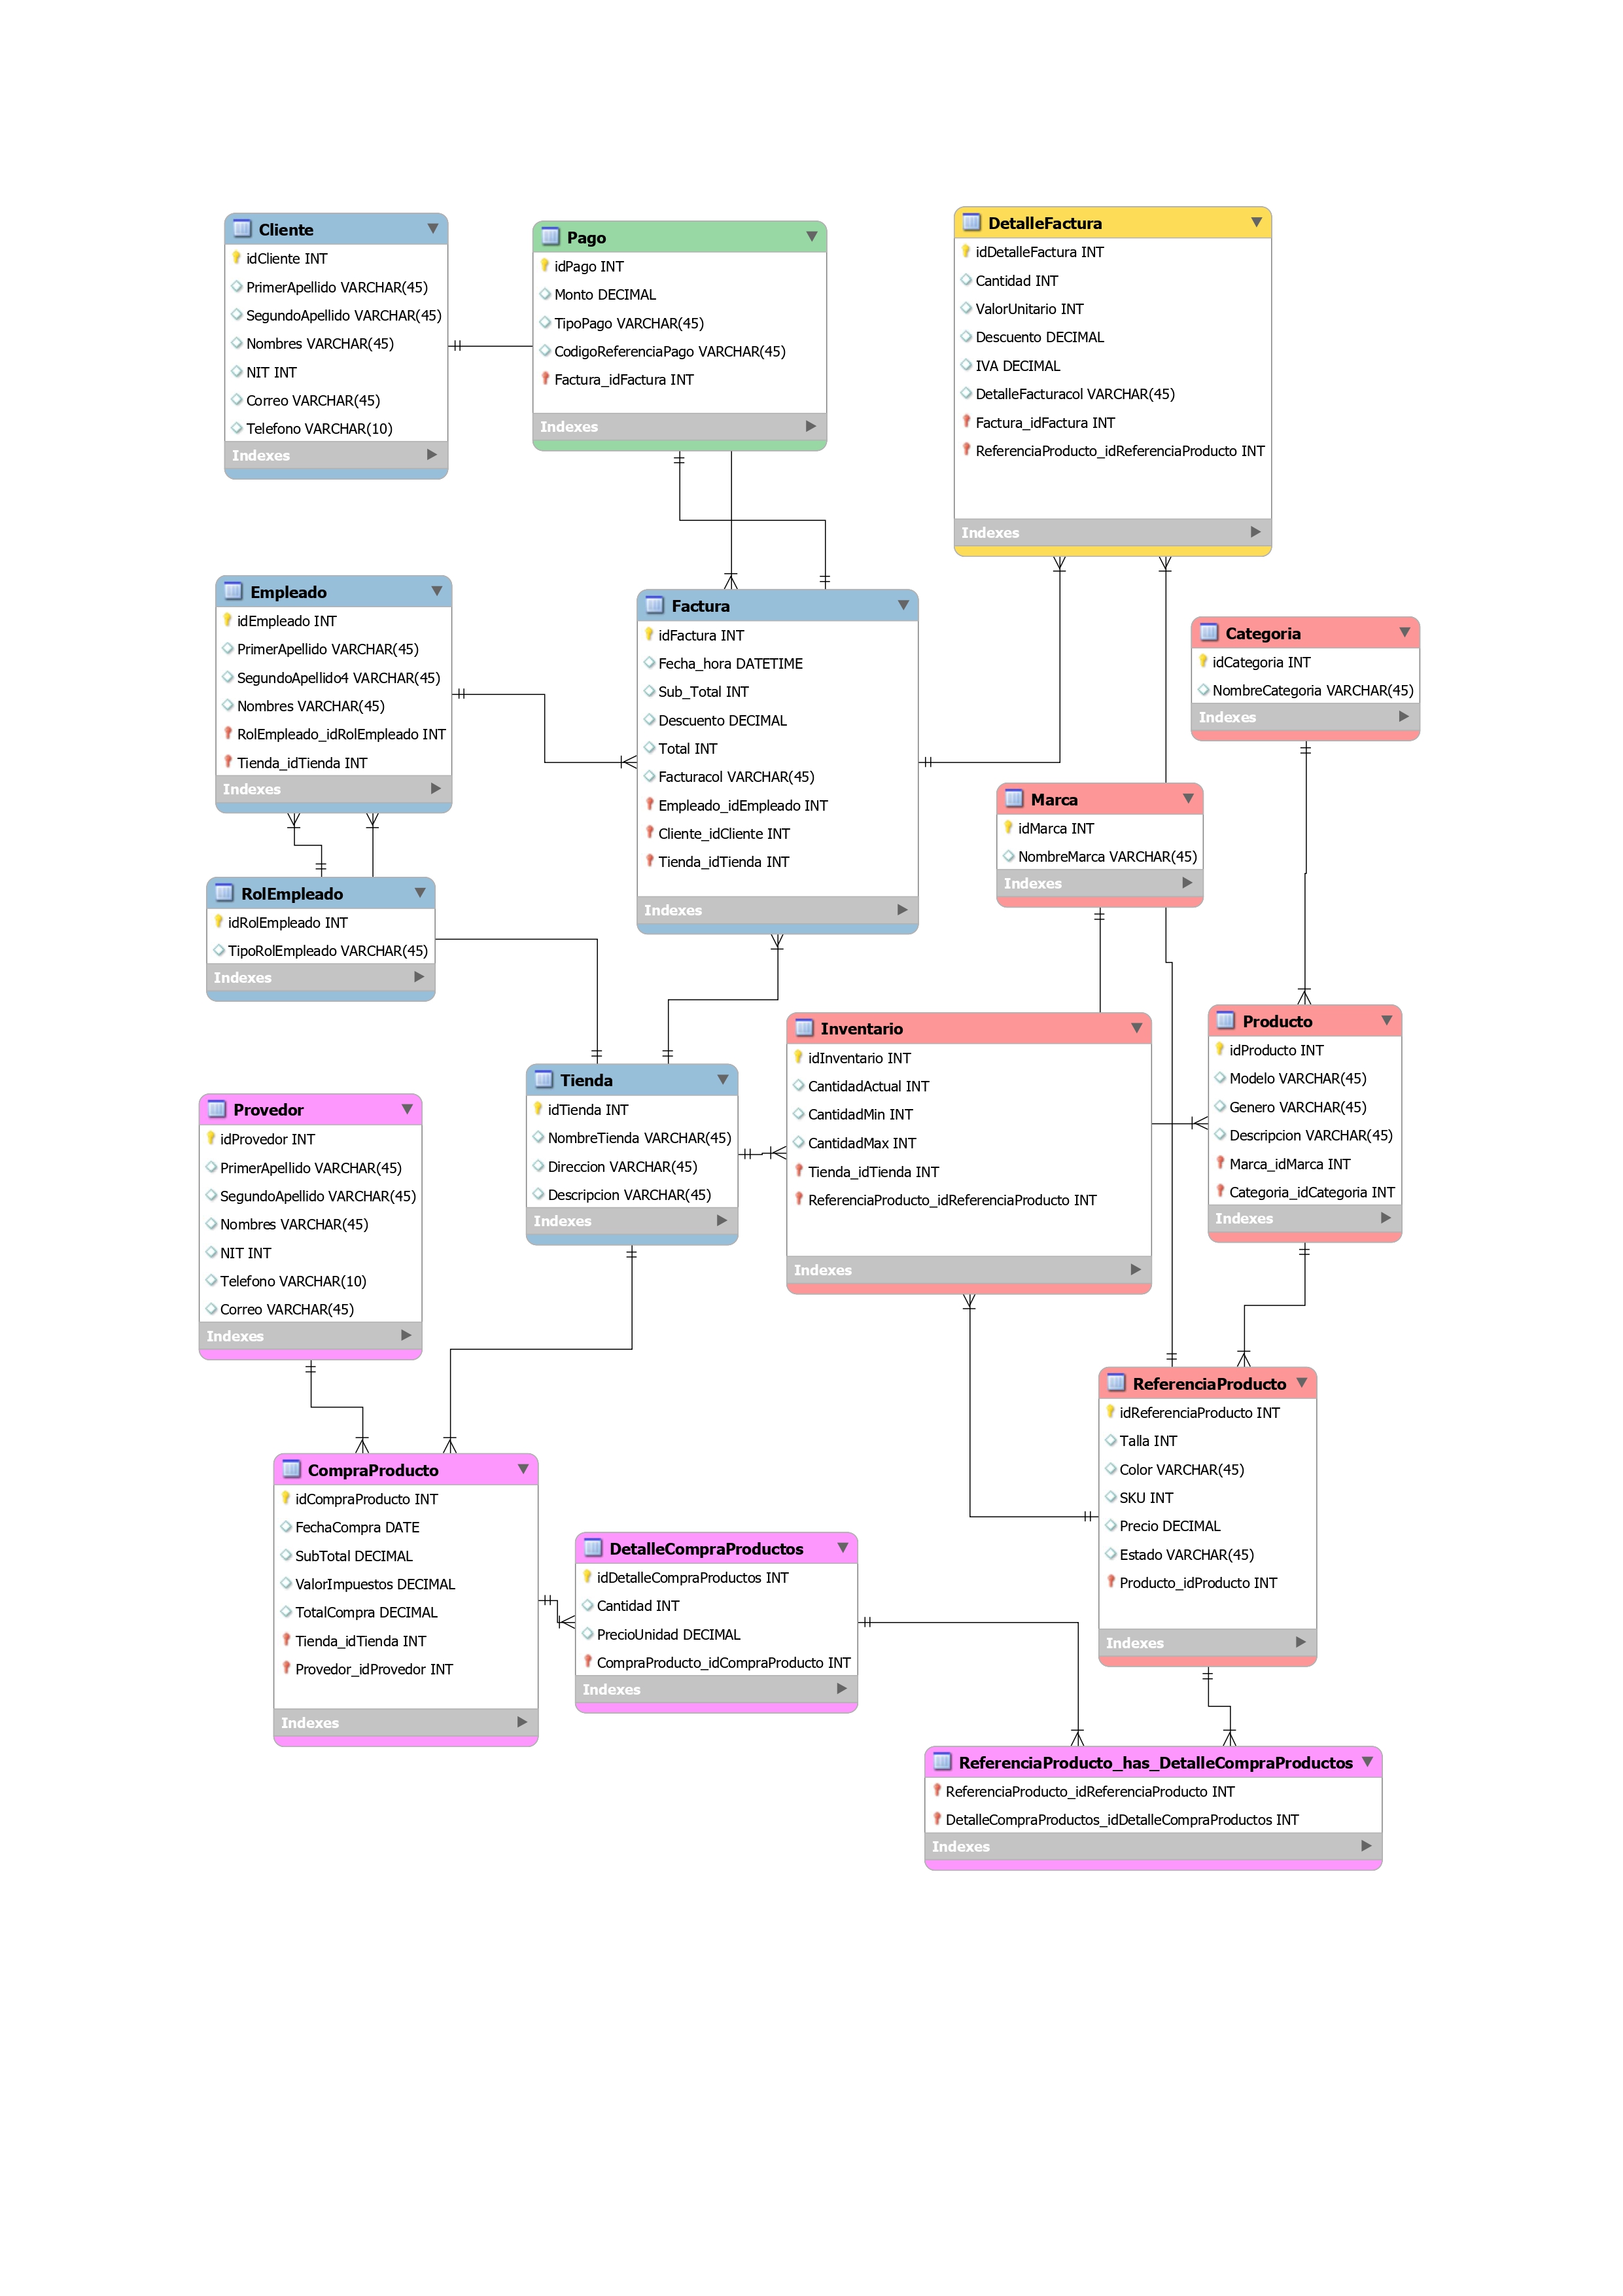 Cliente
idCliente INT
PrimerApellido VARCHAR(45)
SegundoApellido VARCHAR(45)
Nombres VARCHAR(45)
NIT INT
Correo VARCHAR(45)
Telefono VARCHAR(10)
Indexes
Pago
idPago INT
Monto DECIMAL
TipoPago VARCHAR(45)
CodigoReferenciaPago VARCHAR(45)
Factura_idFactura INT
Indexes
DetalleFactura
idDetalleFactura INT
Cantidad INT
ValorUnitario INT
Descuento DECIMAL
IVA DECIMAL
DetalleFacturacol VARCHAR(45)
Factura_idFactura INT
ReferenciaProducto_idReferenciaProducto INT
Indexes
Empleado
idEmpleado INT
PrimerApellido VARCHAR(45)
SegundoApellido4 VARCHAR(45)
Nombres VARCHAR(45)
RolEmpleado_idRolEmpleado INT
Tienda_idTienda INT
Indexes
Factura
idFactura INT
Fecha_hora DATETIME
Sub_Total INT
Descuento DECIMAL
Total INT
Facturacol VARCHAR(45)
Empleado_idEmpleado INT
Cliente_idCliente INT
Tienda_idTienda INT
Indexes
Categoria
idCategoria INT
NombreCategoria VARCHAR(45)
Indexes
Marca
idMarca INT
NombreMarca VARCHAR(45)
Indexes
RolEmpleado
idRolEmpleado INT
TipoRolEmpleado VARCHAR(45)
Indexes
Producto
idProducto INT
Modelo VARCHAR(45)
Genero VARCHAR(45)
Descripcion VARCHAR(45)
Marca_idMarca INT
Categoria_idCategoria INT
Indexes
Inventario
idInventario INT
CantidadActual INT
CantidadMin INT
CantidadMax INT
Tienda_idTienda INT
ReferenciaProducto_idReferenciaProducto INT
Indexes
Tienda
idTienda INT
NombreTienda VARCHAR(45)
Direccion VARCHAR(45)
Descripcion VARCHAR(45)
Indexes
Provedor
idProvedor INT
PrimerApellido VARCHAR(45)
SegundoApellido VARCHAR(45)
Nombres VARCHAR(45)
NIT INT
Telefono VARCHAR(10)
Correo VARCHAR(45)
Indexes
ReferenciaProducto
idReferenciaProducto INT
Talla INT
Color VARCHAR(45)
SKU INT
Precio DECIMAL
Estado VARCHAR(45)
Producto_idProducto INT
Indexes
CompraProducto
idCompraProducto INT
FechaCompra DATE
SubTotal DECIMAL
ValorImpuestos DECIMAL
TotalCompra DECIMAL
Tienda_idTienda INT
Provedor_idProvedor INT
Indexes
DetalleCompraProductos
idDetalleCompraProductos INT
Cantidad INT
PrecioUnidad DECIMAL
CompraProducto_idCompraProducto INT
Indexes
ReferenciaProducto_has_DetalleCompraProductos
ReferenciaProducto_idReferenciaProducto INT
DetalleCompraProductos_idDetalleCompraProductos INT
Indexes